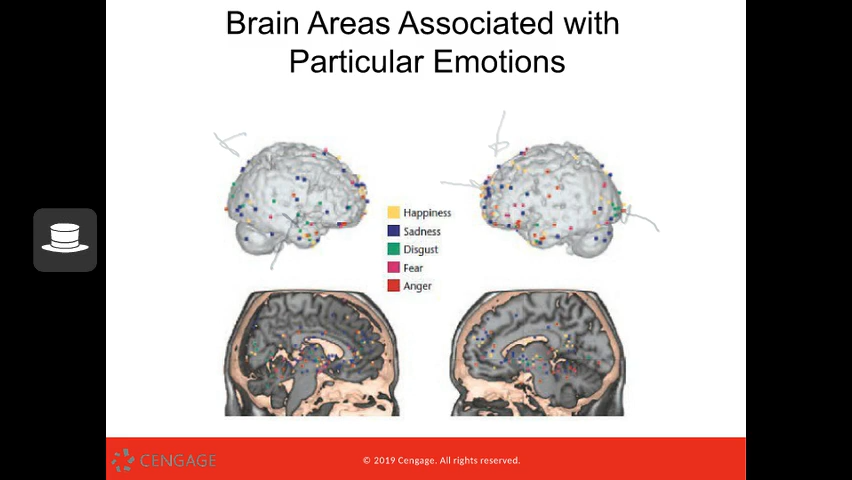 Brain Areas Associated with
Particular Emotions
Happiness
Sadness
Disgust
Fear
Anger
CENGAGE
© 2019 Cengage. All rights reserved.